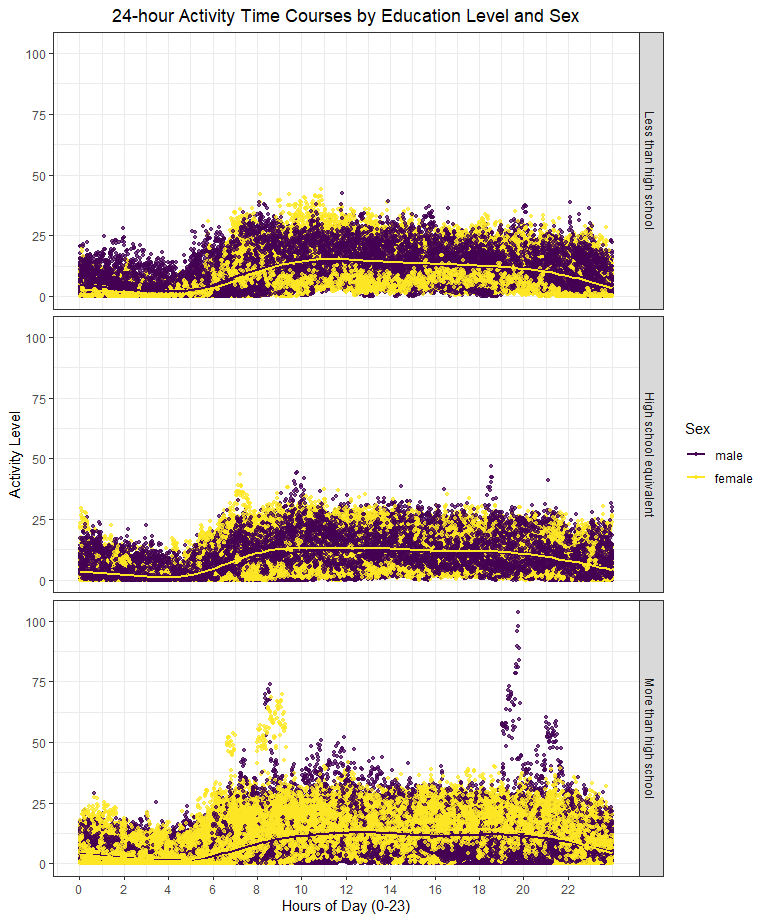 24-hour Activity Time Courses by Education Level and Sex
100
75
50
25
0
Less than high school
100
75
50
25
0
High school equivalent
100
75
50
25
0
More than high school
Activity Level
0 2 4 6 8 10 12 14 16 18 20 22
Hours of Day (0-23)
Sex
male
female